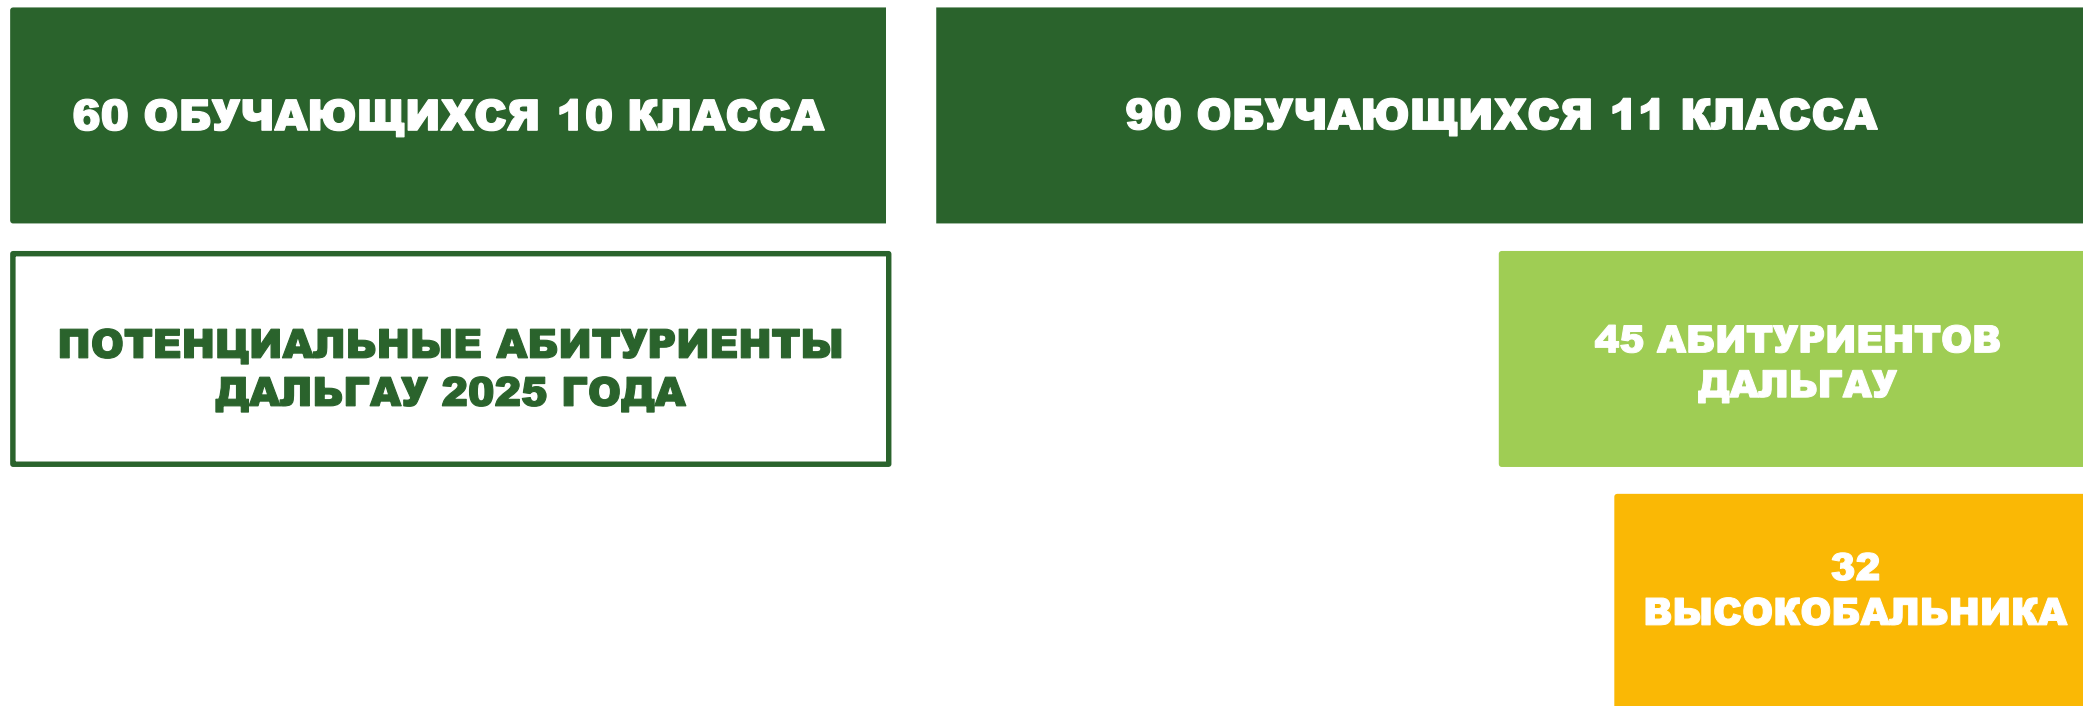 60 ОБУЧАЮЩИХСЯ 10 КЛАССА
90 ОБУЧАЮЩИХСЯ 11 КЛАССА
ПОТЕНЦИАЛЬНЫЕ АБИТУРИЕНТЫ
ДАЛЬГАУ 2025 ГОДА
45 АБИТУРИЕНТОВ
ДАЛЬГАУ
32
ВЫСОКОБАЛЬНИКА